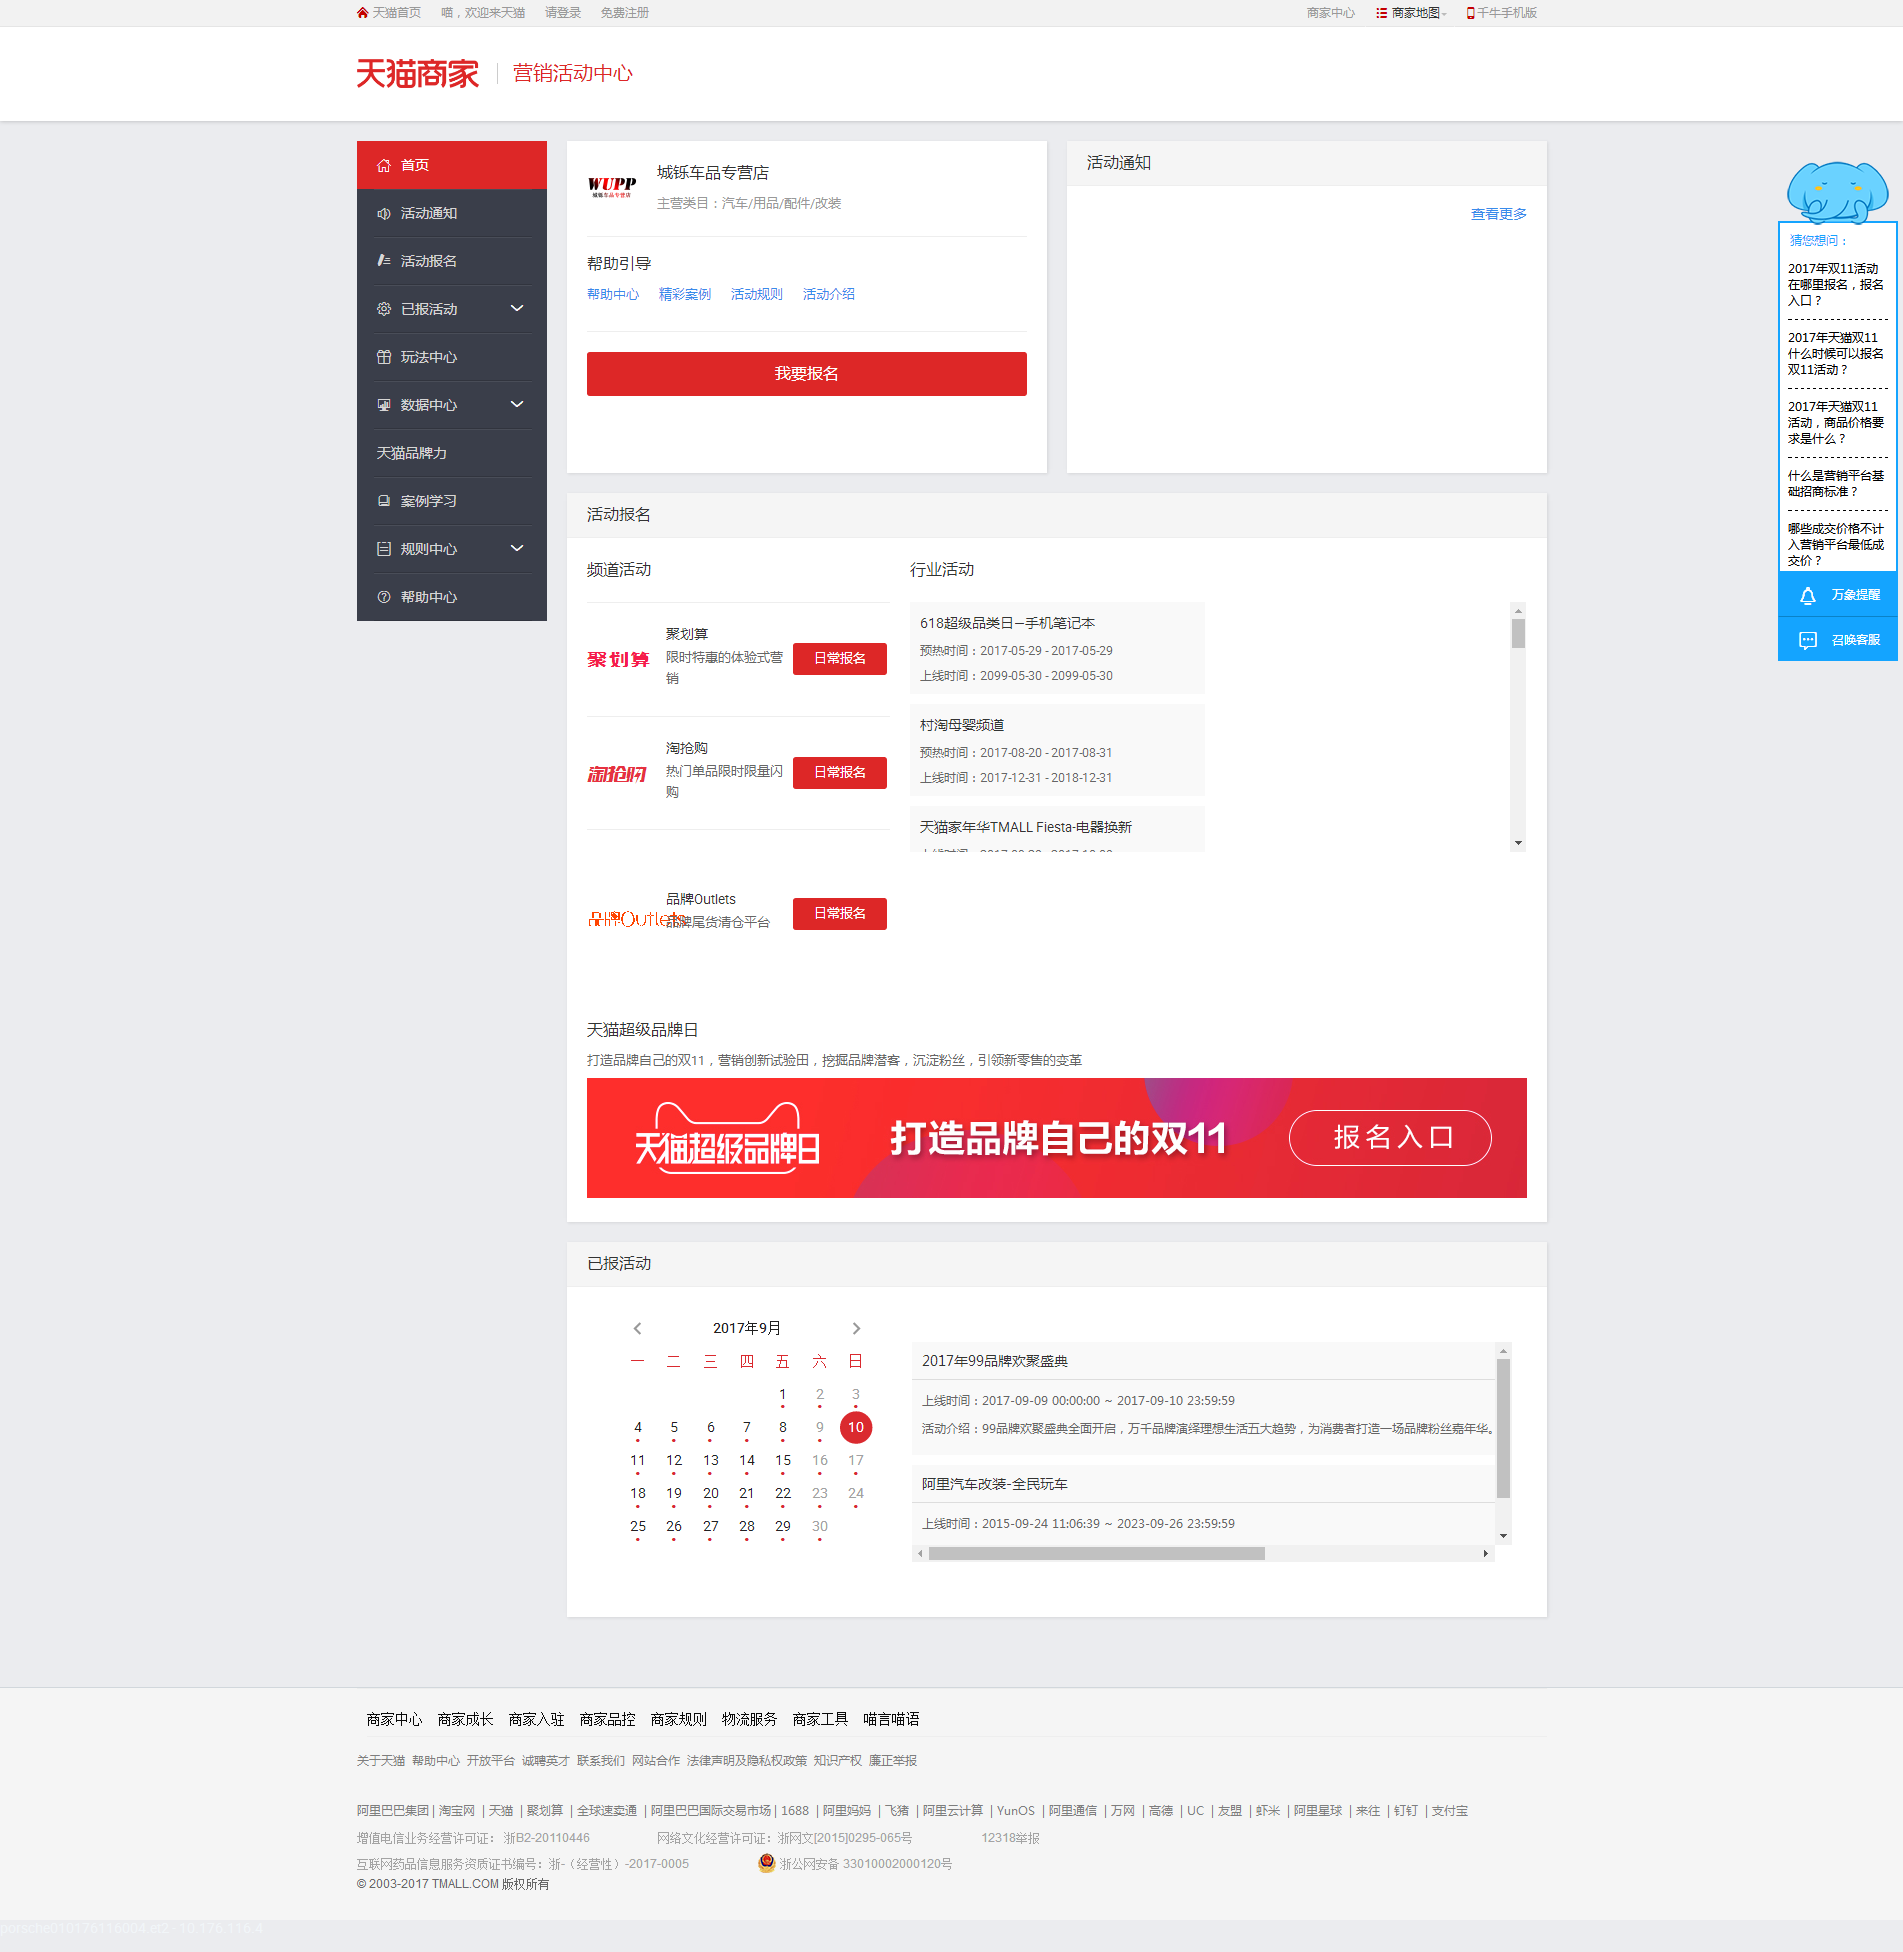 天猫首页 喵，欢迎来天猫 请登录 免费注册 商家中心 商家地图 千牛手机版
天猫商家 营销活动中心
首页
活动通知
活动报名
已报活动
玩法中心
数据中心
天猫品牌力
案例学习
规则中心
帮助中心
WUPP
城铄车品专营店
城铄车品专营店
主营类目：汽车/用品/配件/改装
帮助引导
帮助中心 精彩案例 活动规则 活动介绍
我要报名
活动通知
查看更多
活动报名
频道活动
聚划算
聚划算
限时特惠的体验式营
销
日常报名
淘抢购
淘抢购
热门单品限时限量闪
购
日常报名
品牌Outlets
品牌Outlets
品牌尾货清仓平台
日常报名
行业活动
618超级品类日—手机笔记本
预热时间：2017-05-29 - 2017-05-29
上线时间：2099-05-30 - 2099-05-30
村淘母婴频道
预热时间：2017-08-20 - 2017-08-31
上线时间：2017-12-31 - 2018-12-31
天猫家年华TMALL Fiesta-电器换新
天猫超级品牌日
打造品牌自己的双11，营销创新试验田，挖掘品牌潜客，沉淀粉丝，引领新零售的变革
天猫超级品牌日 打造品牌自己的双11 报名入口
已报活动
2017年9月
一 二 三 四 五 六 日
1 2 3
4 5 6 7 8 9 10
11 12 13 14 15 16 17
18 19 20 21 22 23 24
25 26 27 28 29 30
2017年99品牌欢聚盛典
上线时间：2017-09-09 00:00:00 ~ 2017-09-10 23:59:59
活动介绍：99品牌欢聚盛典全面开启，万千品牌演绎理想生活五大趋势，为消费者打造一场品牌粉丝嘉年华。
阿里汽车改装-全民玩车
上线时间：2015-09-24 11:06:39 ~ 2023-09-26 23:59:59
猜您想问：
2017年双11活动
在哪里报名，报名
入口？
2017年天猫双11
什么时候可以报名
双11活动？
2017年天猫双11
活动，商品价格要
求是什么？
什么是营销平台基
础招商标准？
哪些成交价格不计
入营销平台最低成
交价？
万象提醒
召唤客服
商家中心 商家成长 商家入驻 商家品控 商家规则 物流服务 商家工具 喵言喵语
关于天猫 帮助中心 开放平台 诚聘英才 联系我们 网站合作 法律声明及隐私权政策 知识产权 廉正举报
阿里巴巴集团 | 淘宝网 | 天猫 | 聚划算 | 全球速卖通 | 阿里巴巴国际交易市场 | 1688 | 阿里妈妈 | 飞猪 | 阿里云计算 | YunOS | 阿里通信 | 万网 | 高德 | UC | 友盟 | 虾米 | 阿里星球 | 来往 | 钉钉 | 支付宝
增值电信业务经营许可证： 浙B2-20110446 网络文化经营许可证：浙网文[2015]0295-065号 12318举报
互联网药品信息服务资质证书编号：浙-（经营性）-2017-0005 浙公网安备 33010002000120号
© 2003-2017 TMALL.COM 版权所有